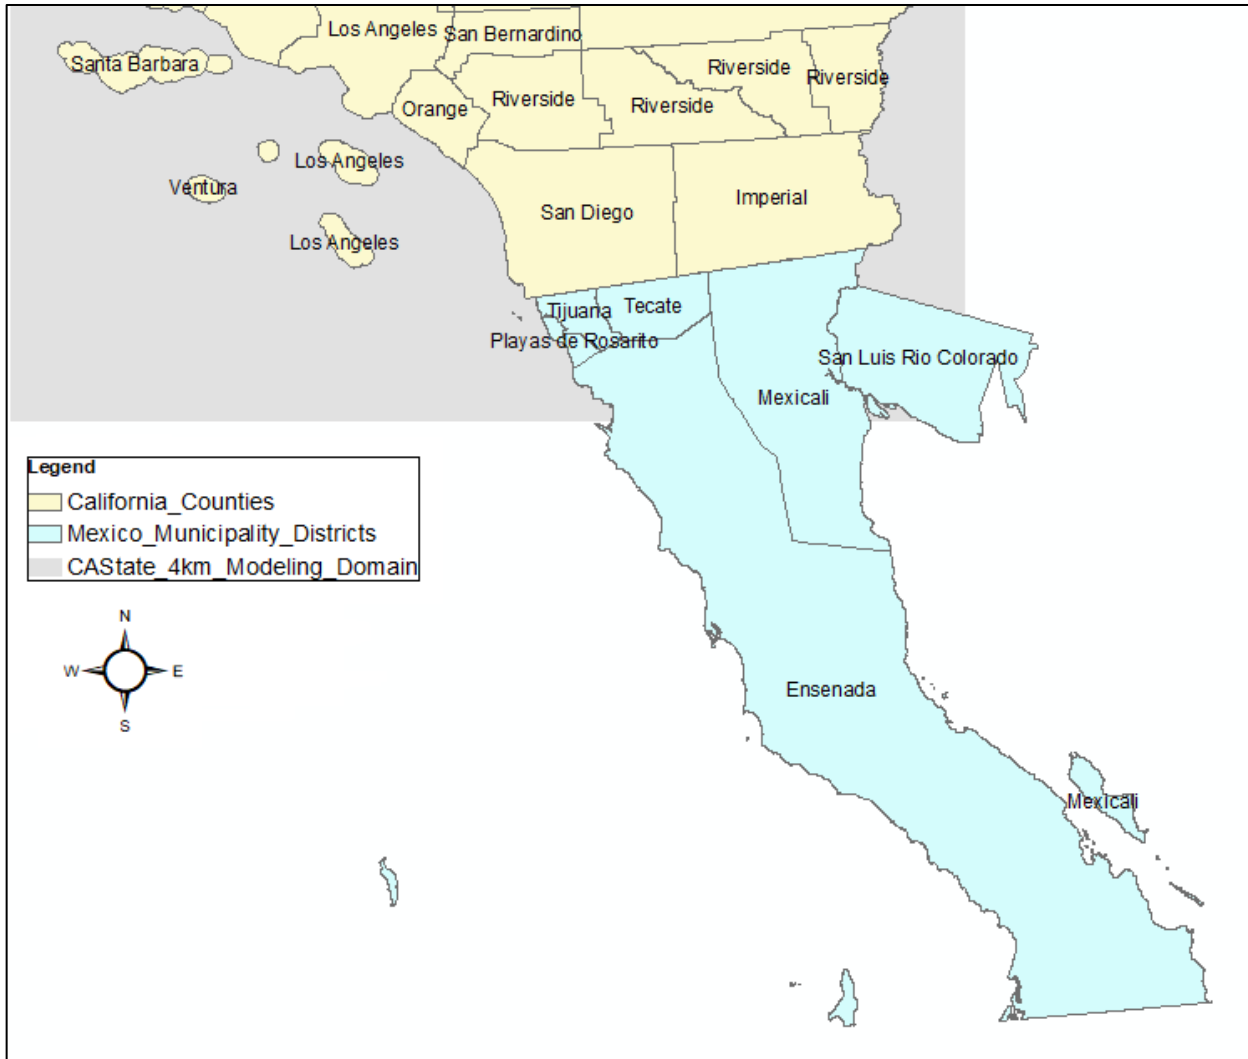 Los Angeles
San Bernardino
Santa Barbara
Riverside
Riverside
Riverside
Riverside
Orange
Los Angeles
Ventura
Imperial
San Diego
Los Angeles
Tijuana
Tecate
Playas de Rosarito
San Luis Rio Colorado
Mexicali
Legend
California_Counties
Mexico_Municipality_Districts
CAState_4km_Modeling_Domain
N
W
E
S
Ensenada
Mexicali